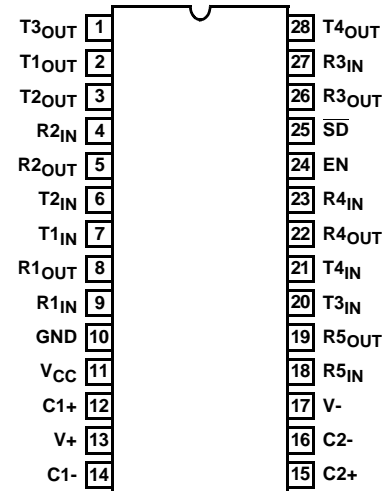 T3OUT 1 28 T4OUT
T1OUT 2 27 R3IN
T2OUT 3 26 R3OUT
R2IN 4 25 S̅D̅
R2OUT 5 24 EN
T2IN 6 23 R4IN
T1IN 7 22 R4OUT
R1OUT 8 21 T4IN
R1IN 9 20 T3IN
GND 10 19 R5OUT
VCC 11 18 R5IN
C1+ 12 17 V-
V+ 13 16 C2-
C1- 14 15 C2+